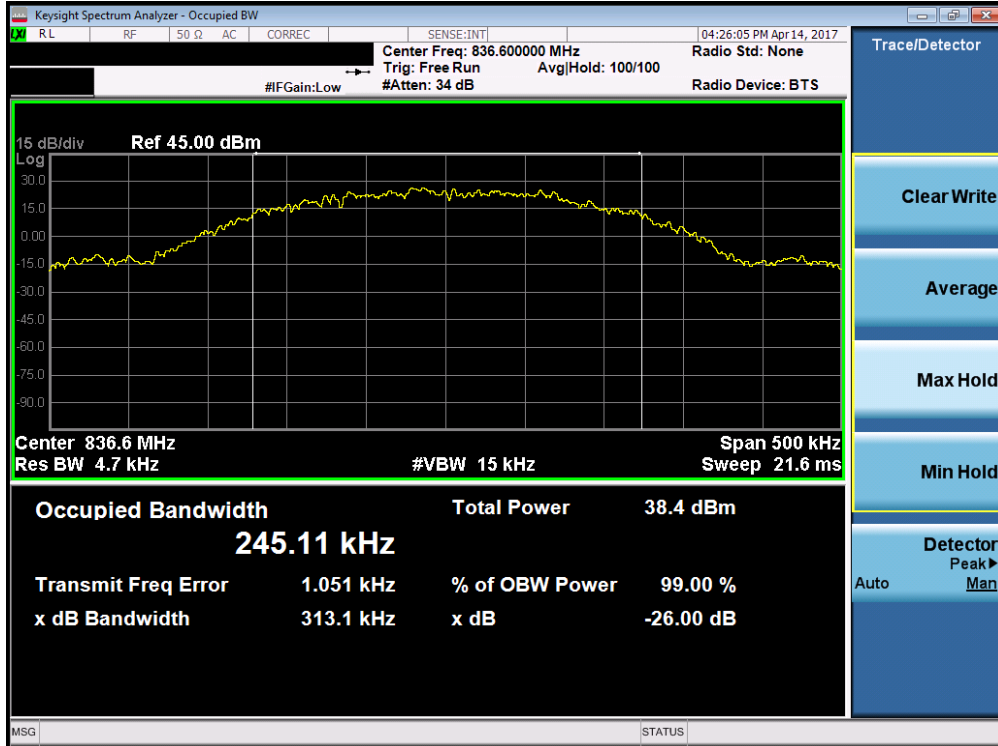 Keysight Spectrum Analyzer - Occupied BW
LXI RL RF 50 Ω AC CORREC SENSE:INT 04:26:05 PM Apr 14, 2017
Center Freq: 836.600000 MHz Radio Std: None
Trig: Free Run Avg|Hold: 100/100
#IFGain:Low #Atten: 34 dB Radio Device: BTS
15 dB/div Ref 45.00 dBm
Log
30.0
15.0
0.00
-15.0
-30.0
-45.0
-60.0
-75.0
-90.0
Center 836.6 MHz Span 500 kHz
Res BW 4.7 kHz #VBW 15 kHz Sweep 21.6 ms
Occupied Bandwidth Total Power 38.4 dBm
245.11 kHz
Transmit Freq Error 1.051 kHz % of OBW Power 99.00 %
x dB Bandwidth 313.1 kHz x dB -26.00 dB
MSG STATUS
Trace/Detector
Clear Write
Average
Max Hold
Min Hold
Detector
Peak▶
Auto Man